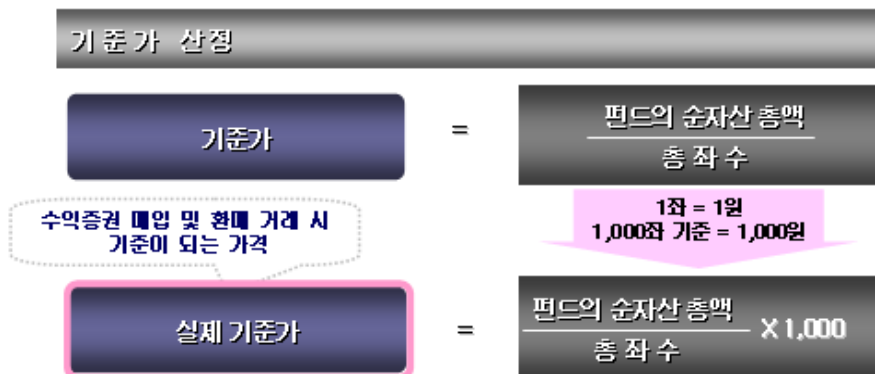 기준가 산정
기준가
=
펀드의 순자산 총액
총 좌 수
수익증권 매입 및 환매 거래 시
기준이 되는 가격
1좌 = 1원
1,000좌 기준 = 1,000원
실제 기준가
=
펀드의 순자산 총액
총 좌 수
X 1,000